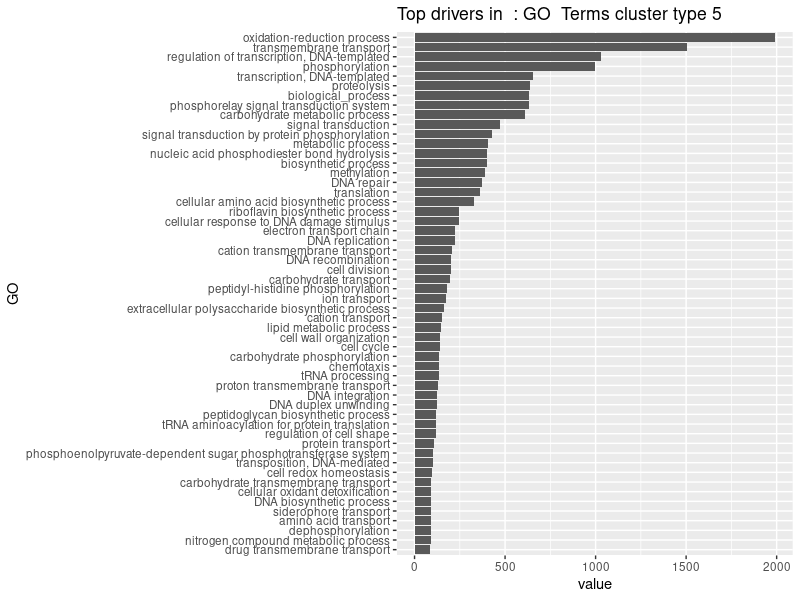 Top drivers in  : GO  Terms cluster type 5
oxidation-reduction process
transmembrane transport
regulation of transcription, DNA-templated
phosphorylation
transcription, DNA-templated
proteolysis
biological_process
phosphorelay signal transduction system
carbohydrate metabolic process
signal transduction
signal transduction by protein phosphorylation
metabolic process
nucleic acid phosphodiester bond hydrolysis
biosynthetic process
methylation
DNA repair
translation
cellular amino acid biosynthetic process
riboflavin biosynthetic process
cellular response to DNA damage stimulus
electron transport chain
DNA replication
cation transmembrane transport
DNA recombination
cell division
carbohydrate transport
peptidyl-histidine phosphorylation
ion transport
extracellular polysaccharide biosynthetic process
cation transport
lipid metabolic process
cell wall organization
cell cycle
carbohydrate phosphorylation
chemotaxis
tRNA processing
proton transmembrane transport
DNA integration
DNA duplex unwinding
peptidoglycan biosynthetic process
tRNA aminoacylation for protein translation
regulation of cell shape
protein transport
phosphoenolpyruvate-dependent sugar phosphotransferase system
transposition, DNA-mediated
cell redox homeostasis
carbohydrate transmembrane transport
cellular oxidant detoxification
DNA biosynthetic process
siderophore transport
amino acid transport
dephosphorylation
nitrogen compound metabolic process
drug transmembrane transport
GO
0 500 1000 1500 2000
value